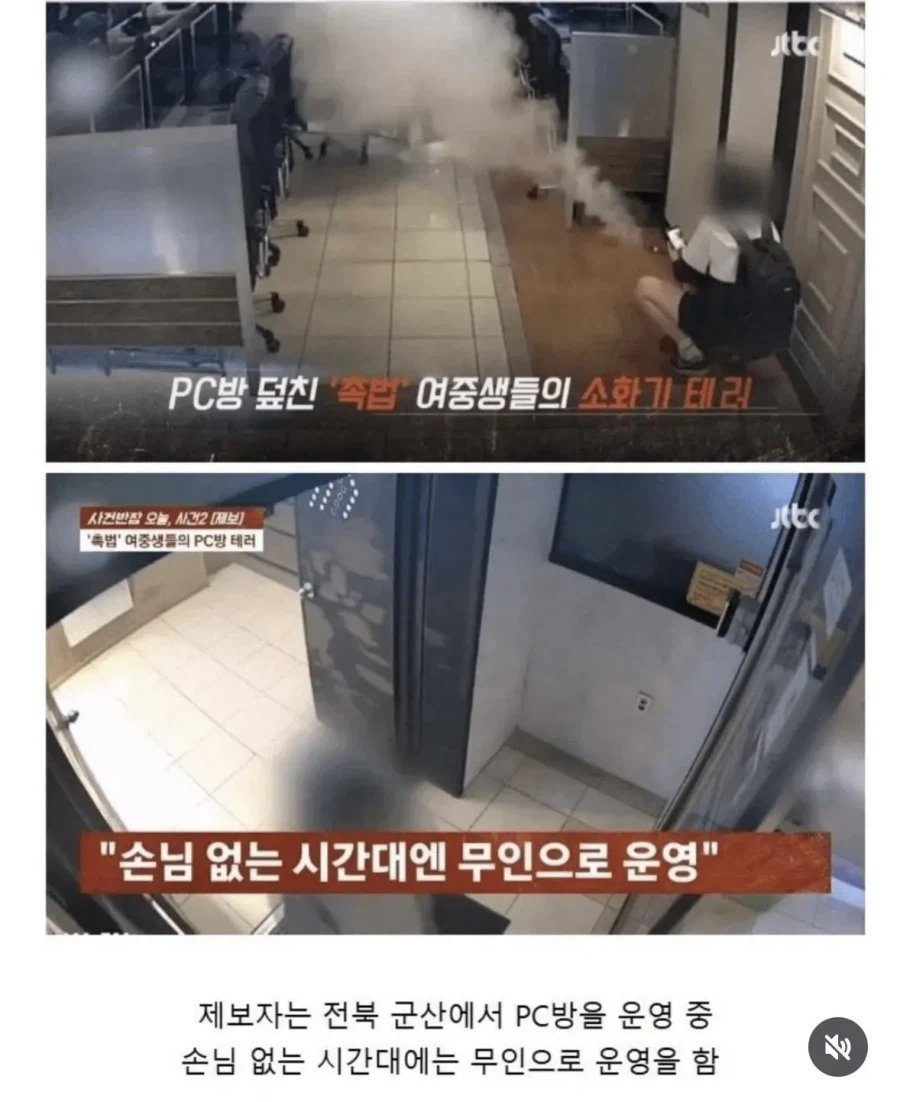 jtbc
PC방 덮친 '촉법' 여중생들의 소화기 테러
사건반장 오늘, 사건2 [제보]
'촉법' 여중생들의 PC방 테러
jtbc
"손님 없는 시간대엔 무인으로 운영"
제보자는 전북 군산에서 PC방을 운영 중
손님 없는 시간대에는 무인으로 운영을 함